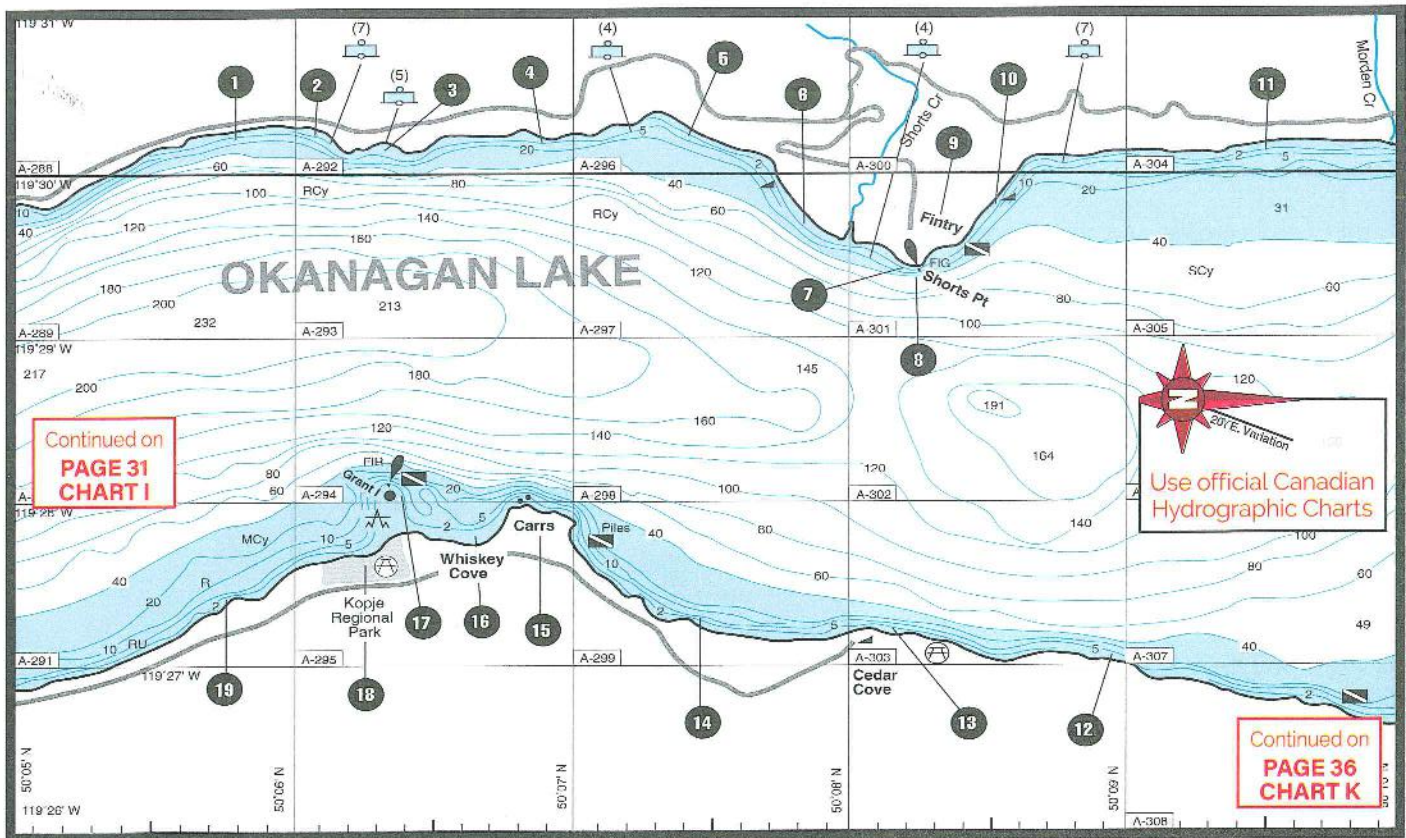 119°31' W
(7)
(4)
(4)
(7)
(5)
1
2
3
4
5
6
7
8
9
10
11
Morden Cr
Shorts Cr
5
20
2
10
20
2
5
A-288
A-292
A-296
A-300
A-304
119°30' W
60
80
40
RCy
100
10
40
120
140
160
RCy
60
31
40
Fintry
FlG
Shorts Pt
SCy
OKANAGAN LAKE
180
200
232
213
120
80
60
100
A-289
A-293
A-297
A-301
A-305
119°29' W
217
200
180
145
160
191
164
120
N
20°E. Variation
Use official Canadian
Hydrographic Charts
Continued on
PAGE 31
CHART I
120
140
120
80
60
FIR
Grant I
20
100
140
100
A-294
A-298
A-302
119°28' W
MCy
10
5
2
5
Carrs
Piles
40
60
80
60
40
R
20
2
10
RU
Whiskey
Cove
Kopje
Regional
Park
10
60
80
60
49
40
2
5
5
2
A-291
A-295
A-299
A-303
A-307
119°27' W
Cedar
Cove
19
18
17
16
15
14
13
12
Continued on
PAGE 36
CHART K
50°05' N
50°06' N
50°07' N
50°08' N
50°09' N
119°26' W
A-308